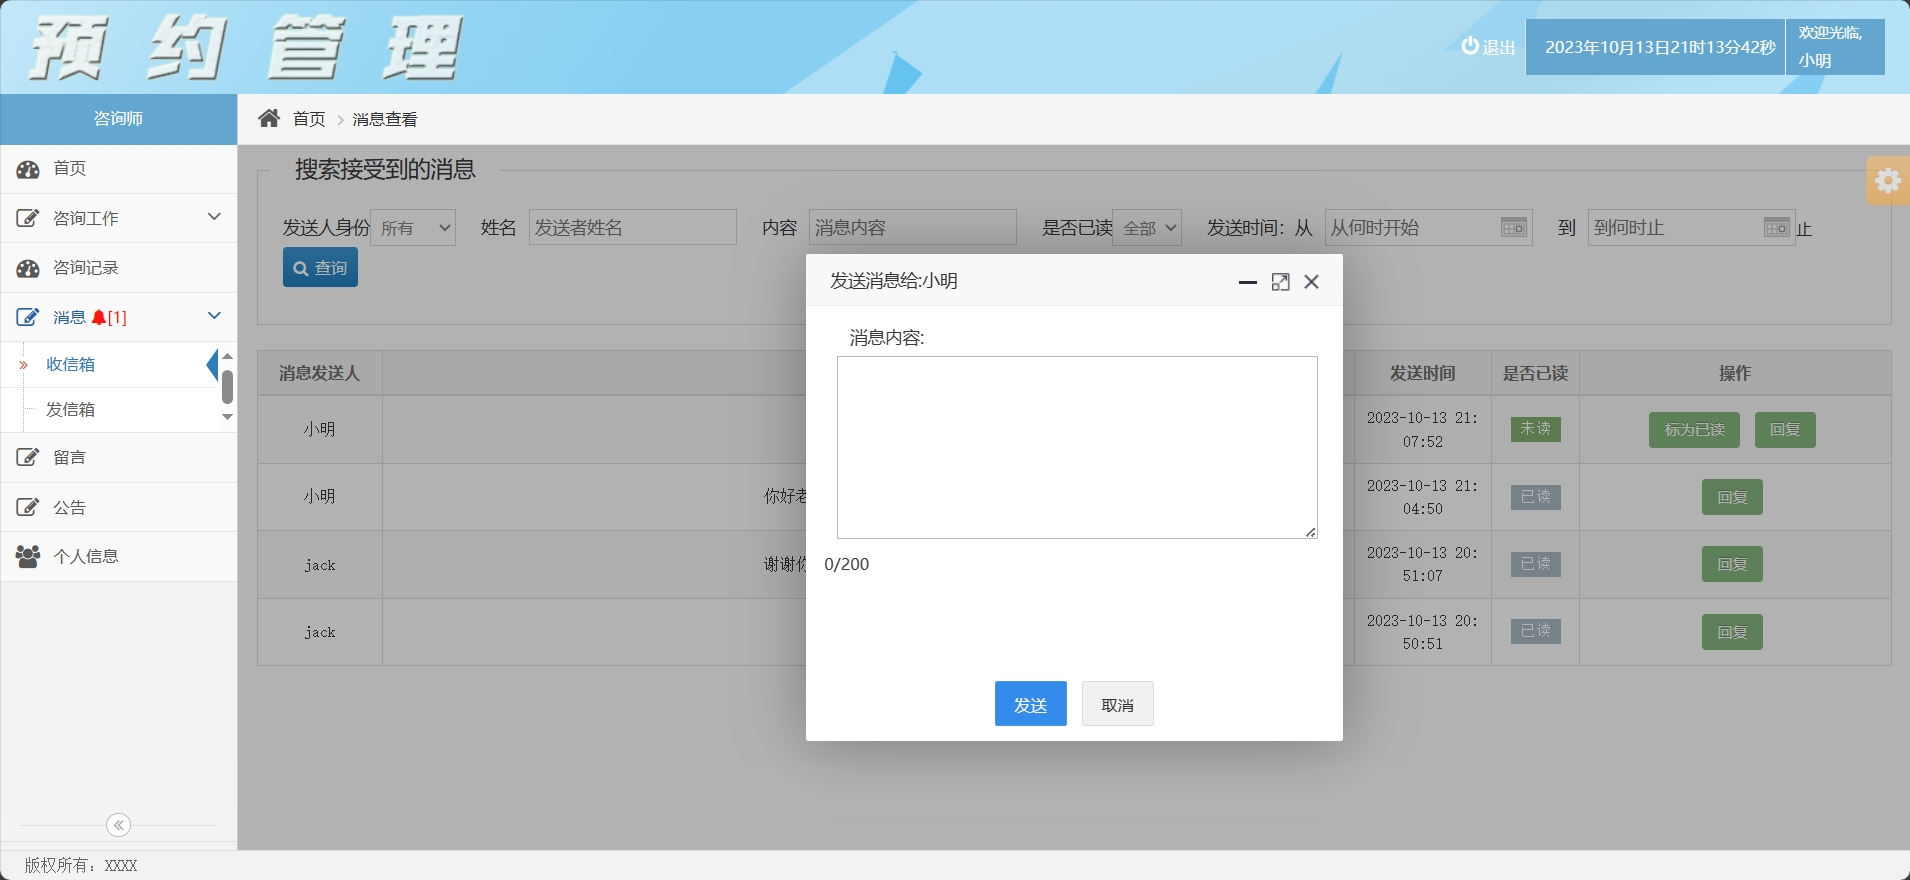 预约管理
退出
2023年10月13日21时13分42秒
欢迎光临,
小明
咨询师
首页
消息查看
首页
咨询工作
咨询记录
消息 [1]
收信箱
发信箱
留言
公告
个人信息
搜索接受到的消息
发送人身份 所有 姓名 发送者姓名 内容 消息内容 是否已读 全部 发送时间: 从 从何时开始 到 到何时止 止
查询
消息发送人 发送时间 是否已读 操作
小明 2023-10-13 21:
07:52 未读 标为已读 回复
小明 你好老 2023-10-13 21:
04:50 已读 回复
jack 谢谢你 2023-10-13 20:
51:07 已读 回复
jack 2023-10-13 20:
50:51 已读 回复
发送消息给:小明
消息内容:
0/200
发送
取消
版权所有: XXXX